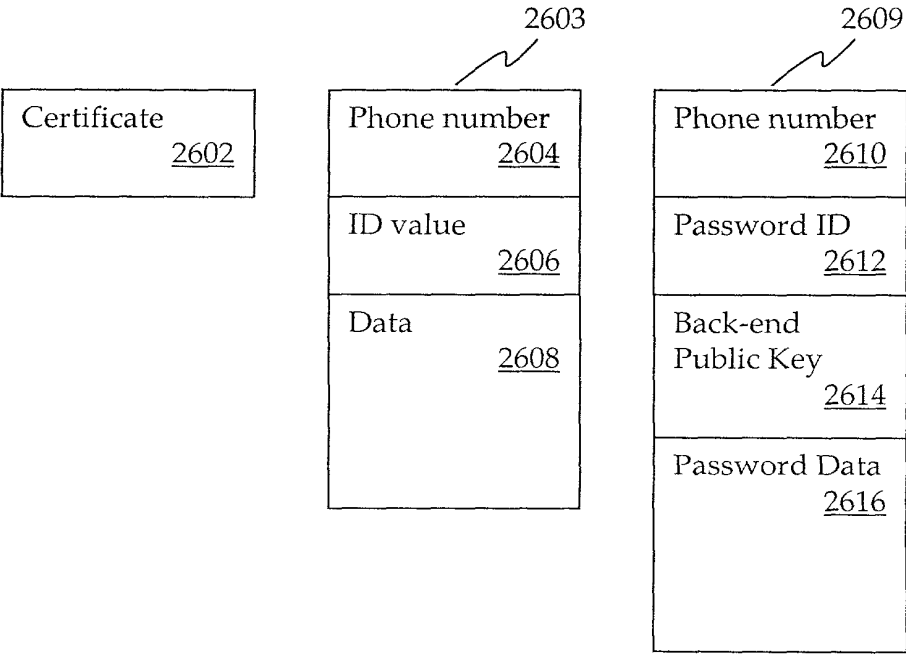 2603
2609
Certificate
2602
Phone number
2604
ID value
2606
Data
2608
Phone number
2610
Password ID
2612
Back-end
Public Key
2614
Password Data
2616